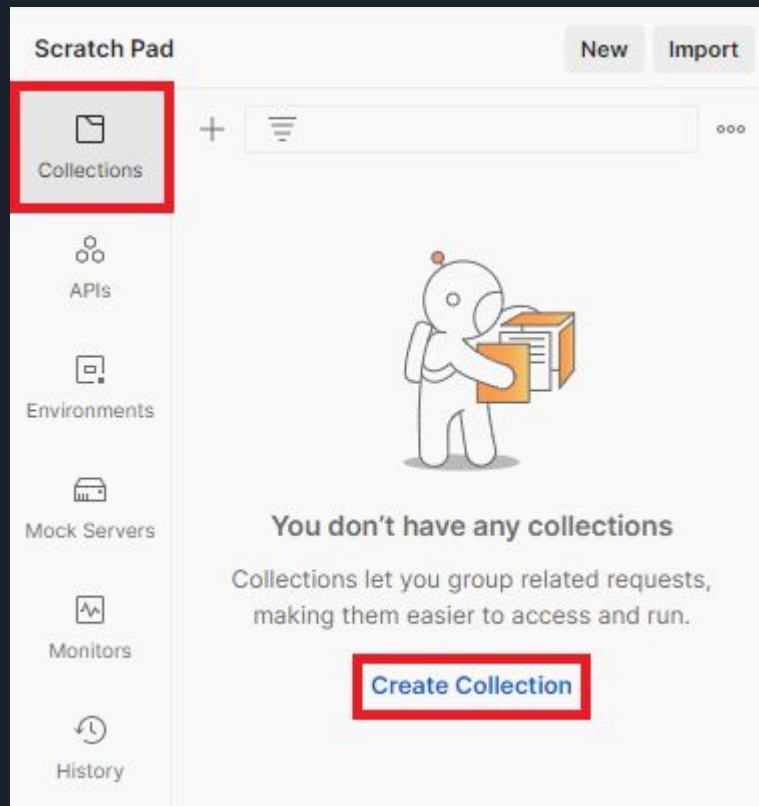 Scratch Pad
New
Import
Collections
APIs
Environments
Mock Servers
Monitors
History
You don't have any collections
Collections let you group related requests,
making them easier to access and run.
Create Collection